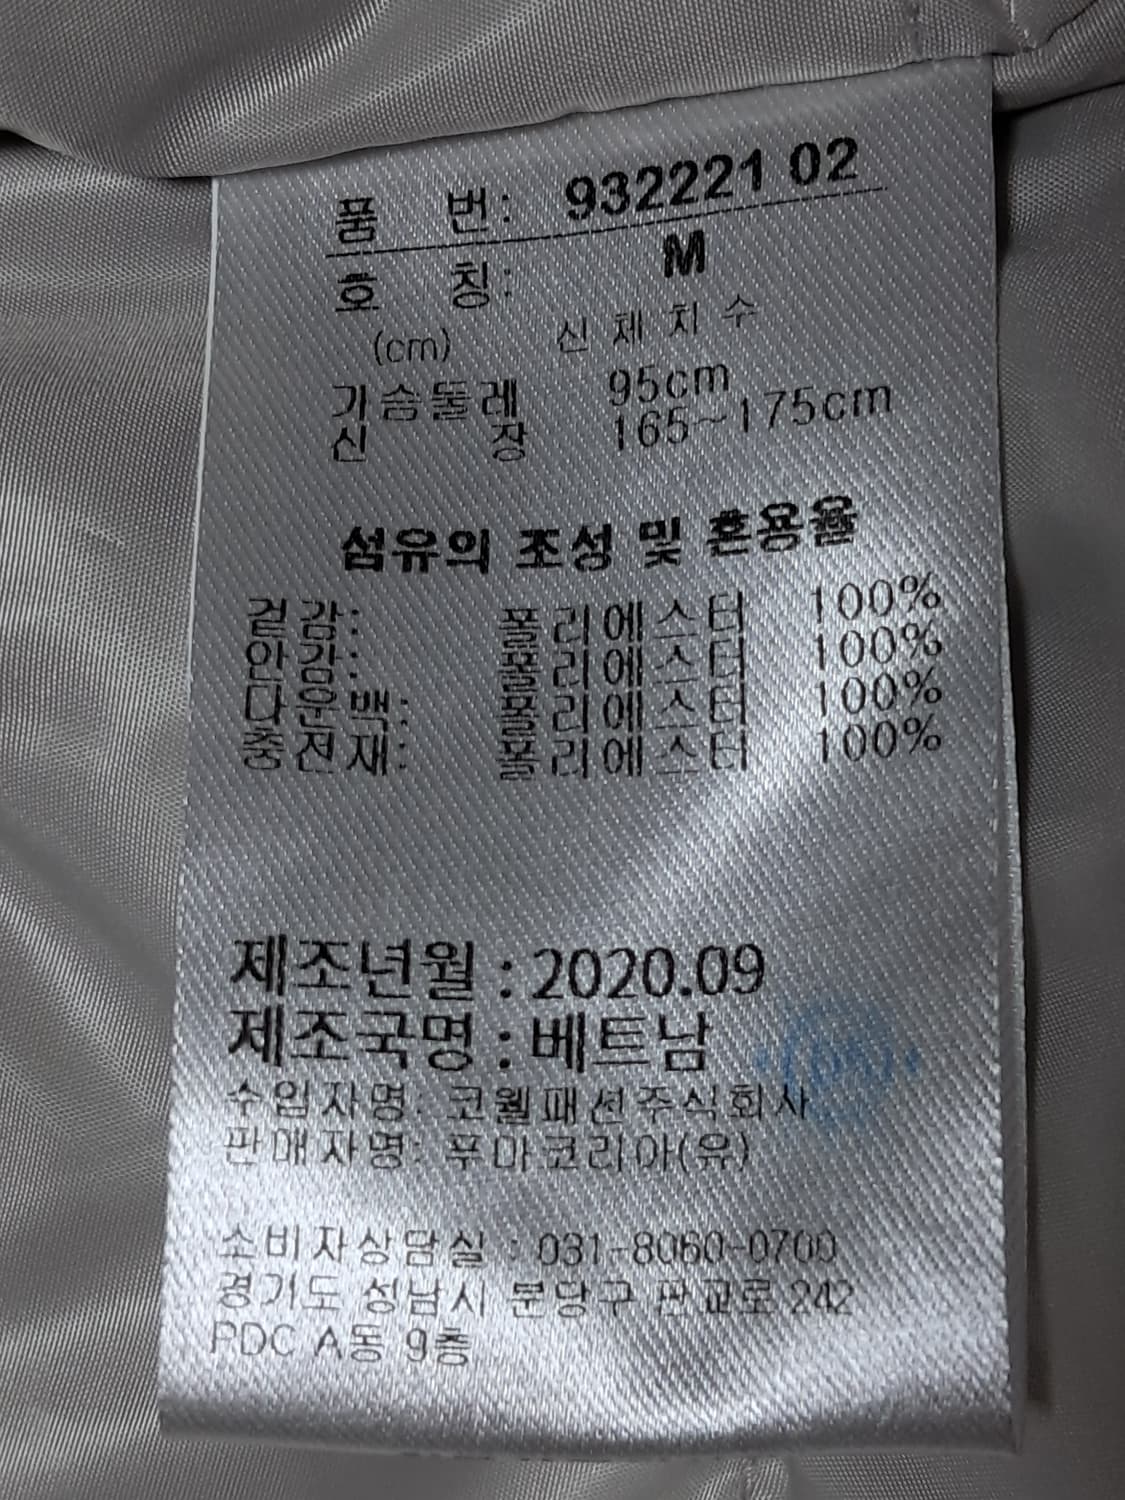 품 번: 932221 02
호 칭: M
(cm) 신체치수
가슴둘레 95cm
신 장 165~175cm
섬유의 조성 및 혼용율
겉감: 폴리에스터 100%
안감: 폴리에스터 100%
다운백: 폴리에스터 100%
충전재: 폴리에스터 100%
제조년월 : 2020.09
제조국명 : 베트남
수입자명: 코웰패션주식회사
판매자명: 푸마코리아(유)
소비자상담실 : 031-8060-0700
경기도 성남시 분당구 판교로 242
PDC A동 9층